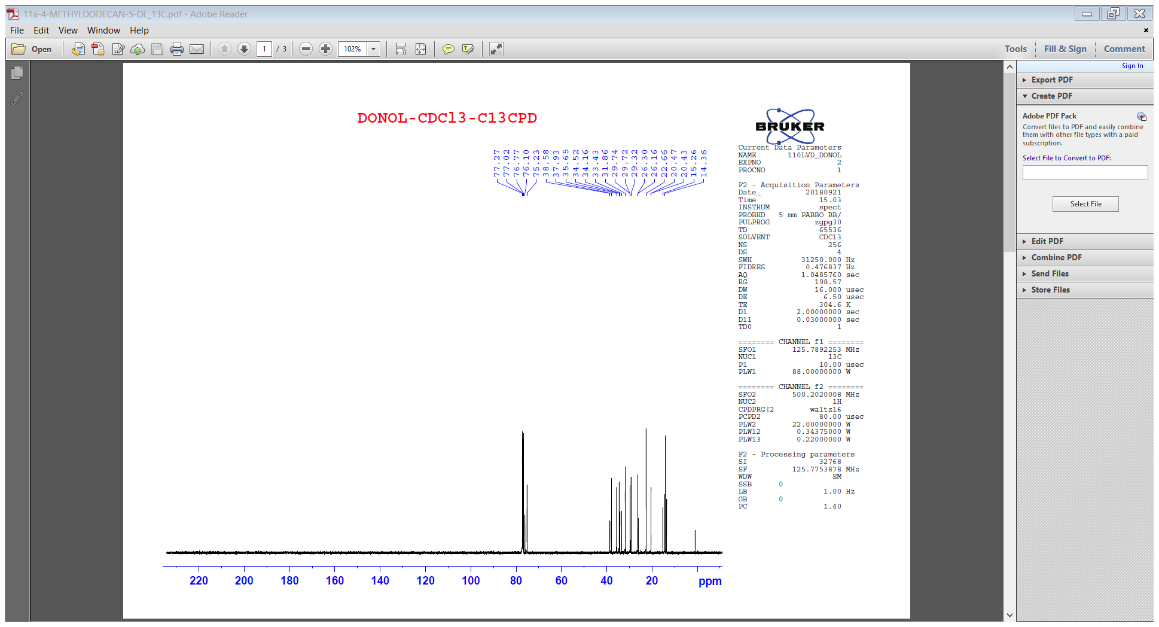 11a-4-METHYLDODECAN-5-OL_13C.pdf - Adobe Reader
File Edit View Window Help
Open 1 / 3 102% Tools Fill & Sign Comment
Sign In
Export PDF
Create PDF
Adobe PDF Pack
Convert files to PDF and easily combine
them with other file types with a paid
subscription.
Select File to Convert to PDF:
Select File
Edit PDF
Combine PDF
Send Files
Store Files
DONOL-CDCl3-C13CPD
77.27
77.02
76.77
76.10
75.23
38.58
37.93
35.65
34.52
34.16
33.43
31.86
29.74
29.72
29.32
26.30
26.16
22.66
20.47
20.43
15.26
14.36
BRUKER
Current Data Parameters
NAME 110LVD_DONOL
EXPNO 2
PROCNO 1
F2 - Acquisition Parameters
Date_ 20180921
Time 15.03
INSTRUM spect
PROBHD 5 mm PABBO BB/
PULPROG zgpg30
TD 65536
SOLVENT CDCl3
NS 256
DS 4
SWH 31250.000 Hz
FIDRES 0.476837 Hz
AQ 1.0485760 sec
RG 198.57
DW 16.000 usec
DE 6.50 usec
TE 304.6 K
D1 2.00000000 sec
D11 0.03000000 sec
TD0 1
======== CHANNEL f1 ========
SFO1 125.7892253 MHz
NUC1 13C
P1 10.00 usec
PLW1 88.00000000 W
======== CHANNEL f2 ========
SFO2 500.2020008 MHz
NUC2 1H
CPDPRG[2 waltz16
PCPD2 80.00 usec
PLW2 22.00000000 W
PLW12 0.34375000 W
PLW13 0.22000000 W
F2 - Processing parameters
SI 32768
SF 125.7753878 MHz
WDW EM
SSB 0
LB 1.00 Hz
GB 0
PC 1.40
220 200 180 160 140 120 100 80 60 40 20 ppm